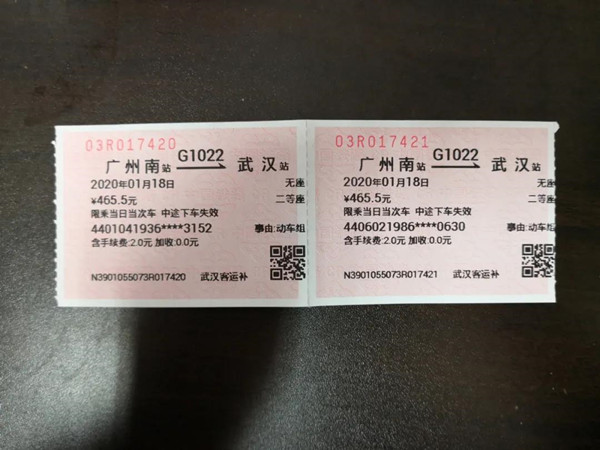 03R017420
广州南站 G1022 武汉站
2020年01月18日 无座
¥465.5元 二等座
限乘当日当次车 中途下车失效
4401041936****3152 事由:动车组
含手续费:2.0元 加收:0.0元
N3901055073R017420 武汉客运补
03R017421
广州南站 G1022 武汉站
2020年01月18日 无座
¥465.5元 二等座
限乘当日当次车 中途下车失效
4406021986****0630 事由:动车组
含手续费:2.0元 加收:0.0元
N3901055073R017421 武汉客运补